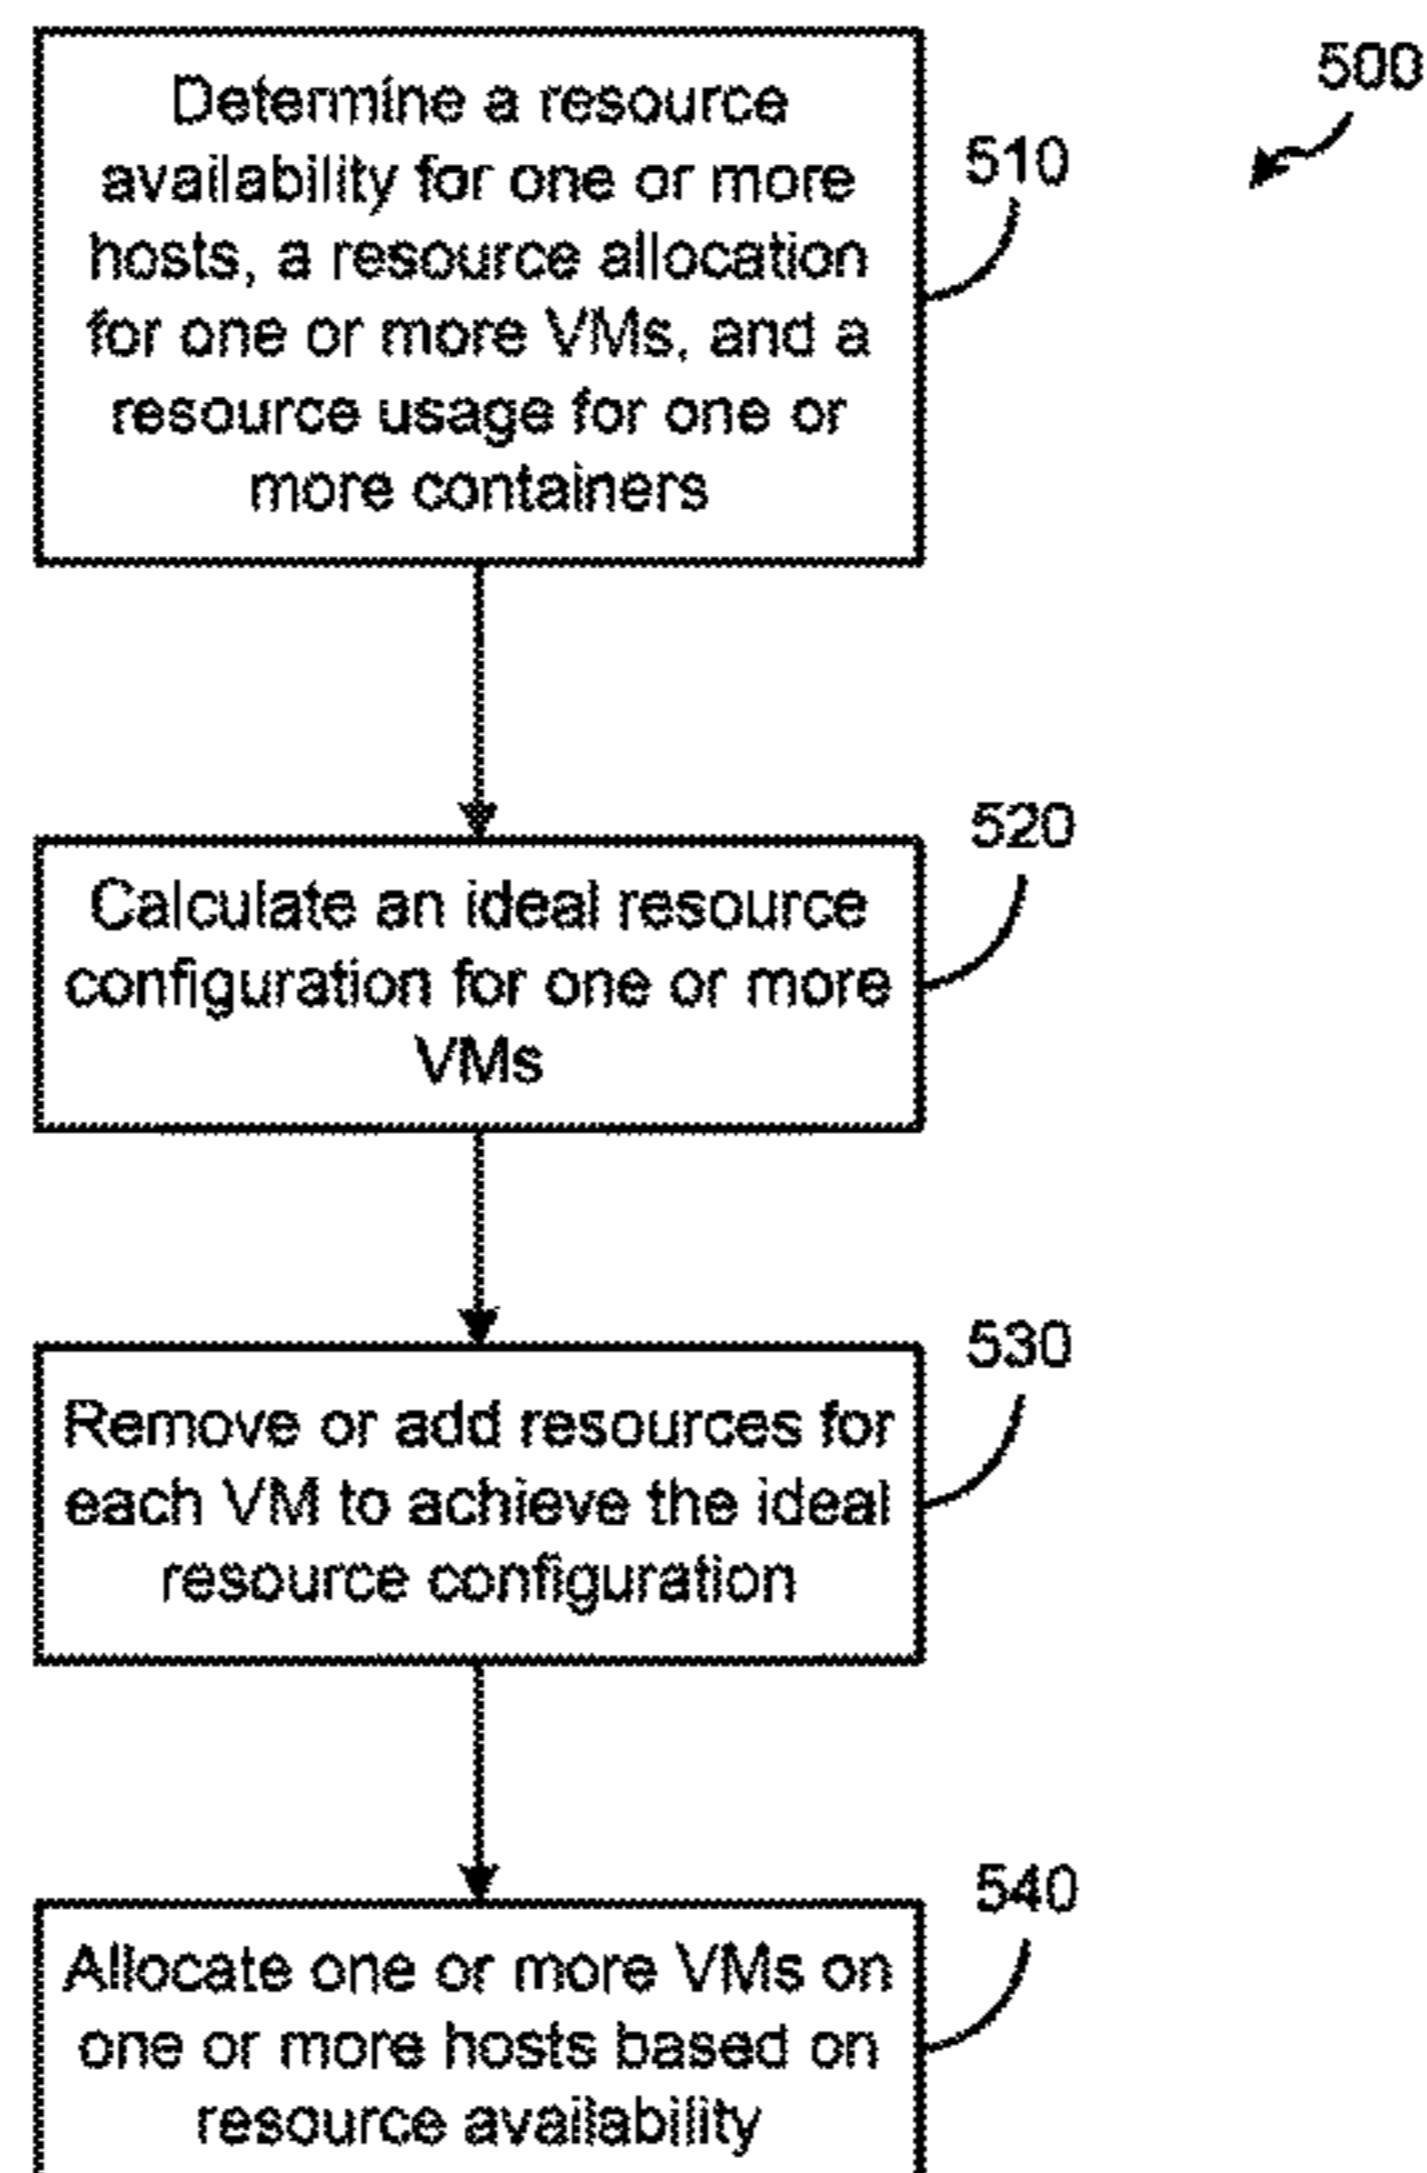 500
Determine a resource
availability for one or more
hosts, a resource allocation
for one or more VMs, and a
resource usage for one or
more containers
510
Calculate an ideal resource
configuration for one or more
VMs
520
Remove or add resources for
each VM to achieve the ideal
resource configuration
530
Allocate one or more VMs on
one or more hosts based on
resource availability
540